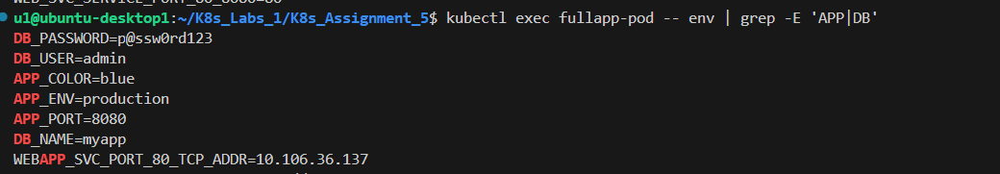 u1@ubuntu-desktop1:~/K8s_Labs_1/K8s_Assignment_5$ kubectl exec fullapp-pod -- env | grep -E 'APP|DB'
DB_PASSWORD=p@ssw0rd123
DB_USER=admin
APP_COLOR=blue
APP_ENV=production
APP_PORT=8080
DB_NAME=myapp
WEBAPP_SVC_PORT_80_TCP_ADDR=10.106.36.137